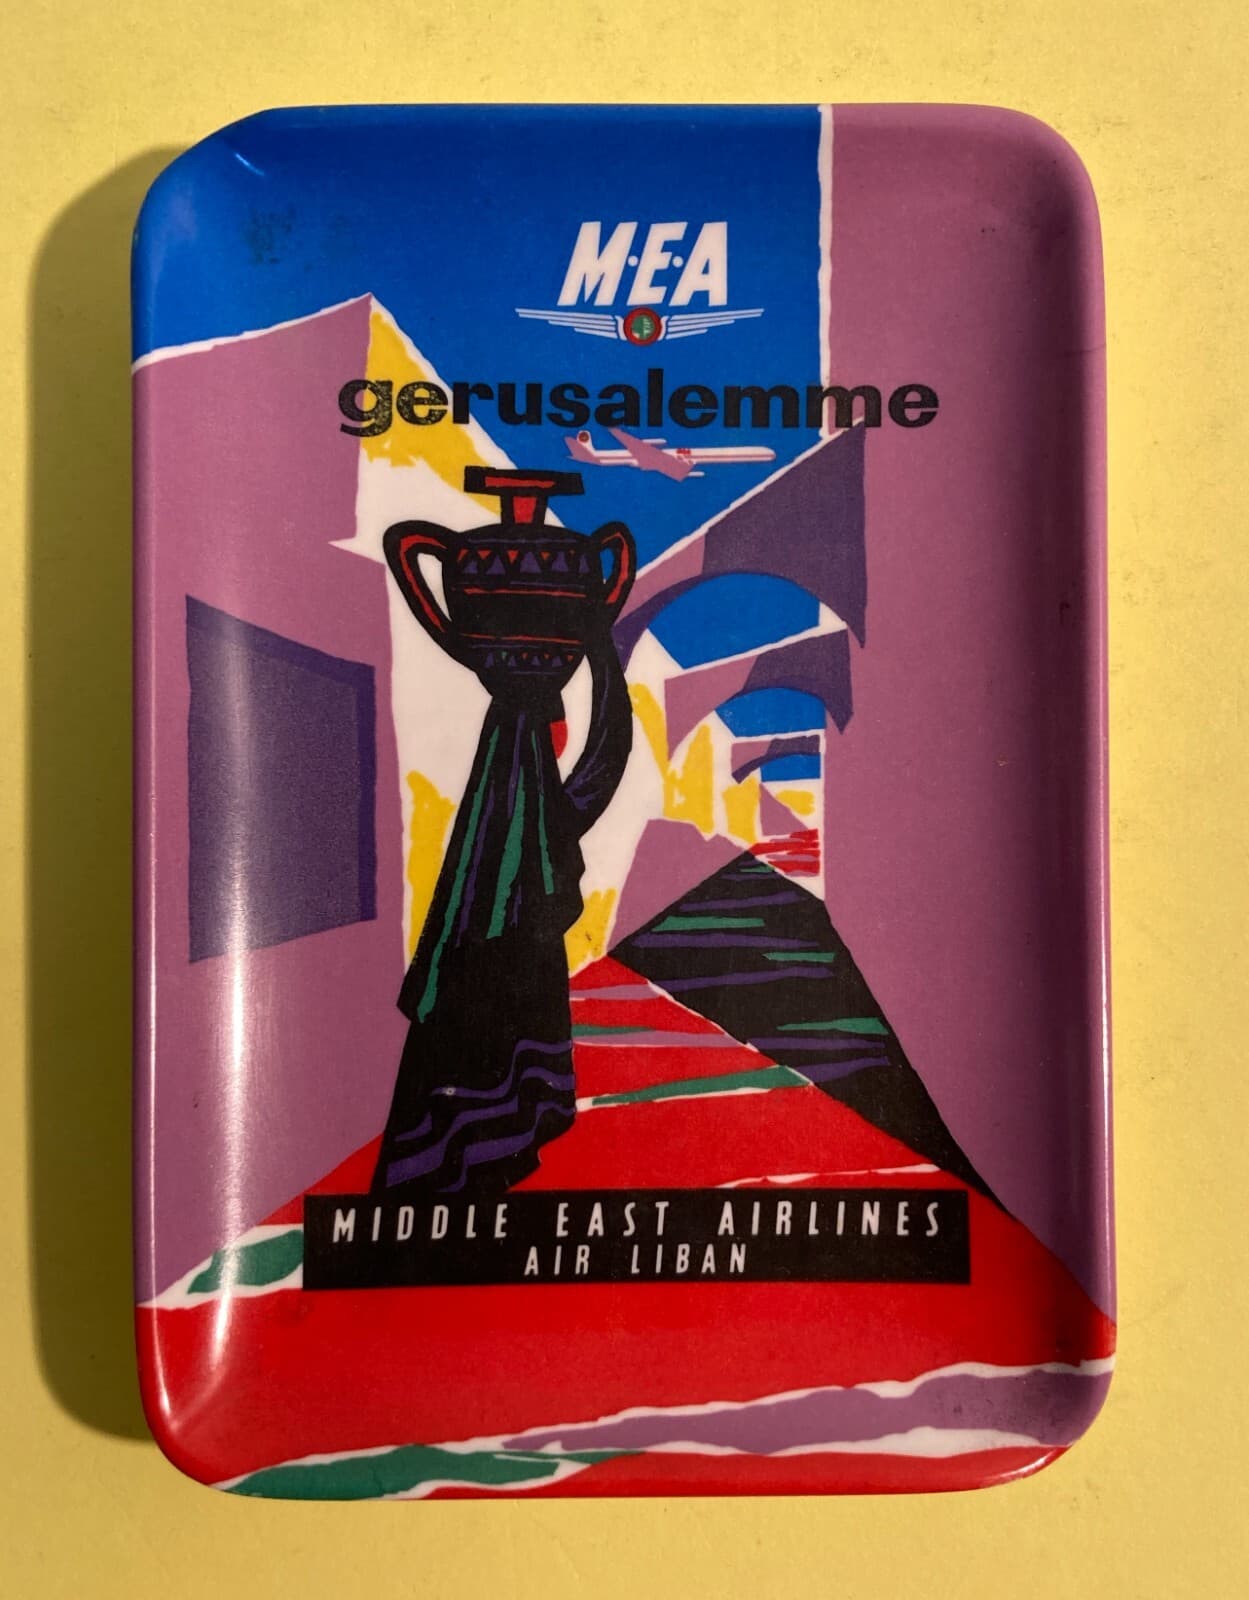 M·E·A
gerusalemme
MIDDLE EAST AIRLINES
AIR LIBAN